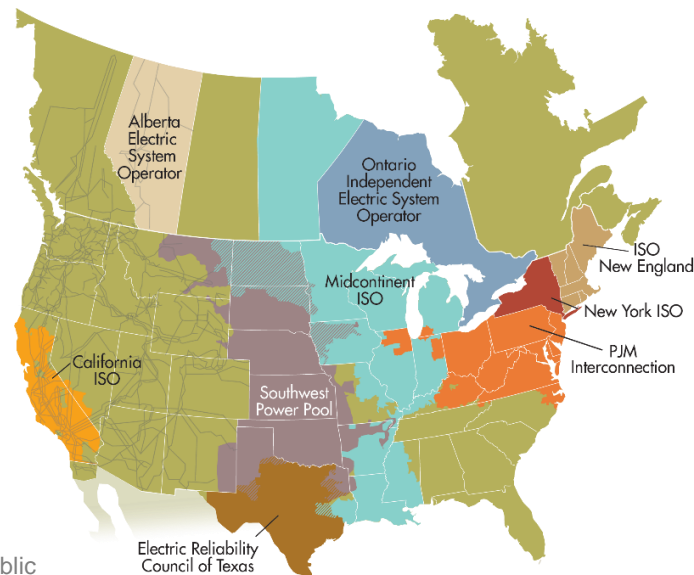 Alberta
Electric
System
Operator
Ontario
Independent
Electric System
Operator
ISO
New England
Midcontinent
ISO
New York ISO
PJM
Interconnection
California
ISO
Southwest
Power Pool
Electric Reliability
Council of Texas
blic